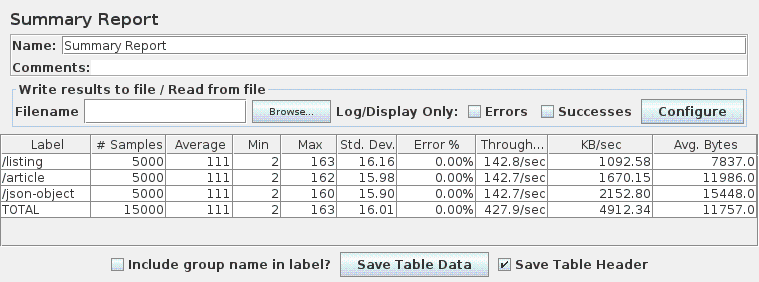 Summary Report
Name: Summary Report
Comments:
Write results to file / Read from file
Filename Browse... Log/Display Only: Errors Successes Configure
Label # Samples Average Min Max Std. Dev. Error % Through... KB/sec Avg. Bytes
/listing 5000 111 2 163 16.16 0.00% 142.8/sec 1092.58 7837.0
/article 5000 111 2 162 15.98 0.00% 142.7/sec 1670.15 11986.0
/json-object 5000 111 2 160 15.90 0.00% 142.7/sec 2152.80 15448.0
TOTAL 15000 111 2 163 16.01 0.00% 427.9/sec 4912.34 11757.0
Include group name in label? Save Table Data Save Table Header